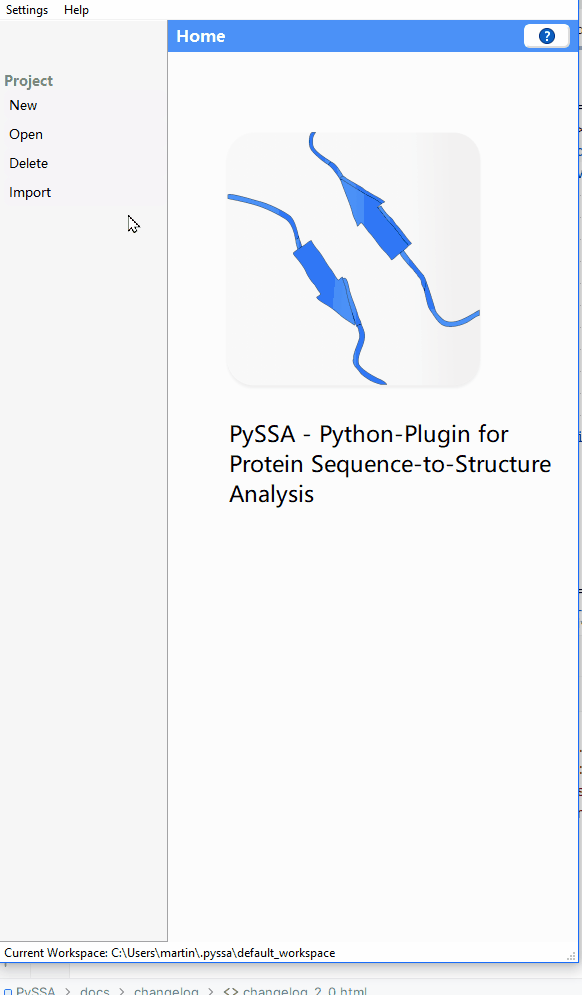 Settings Help
Home
Project
New
Open
Delete
Import
PySSA - Python-Plugin for
Protein Sequence-to-Structure
Analysis
Current Workspace: C:\Users\martin\.pyssa\default_workspace
PySSA > docs > changelog > <> changelog_2_0.html